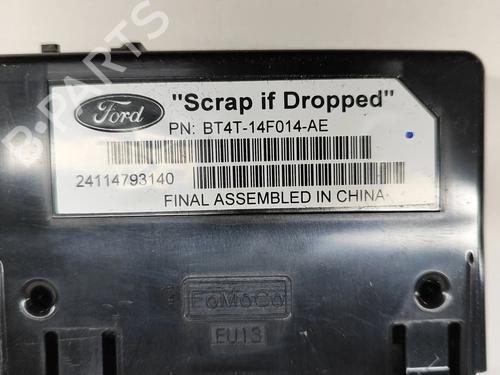 B-PARTS
Ford "Scrap if Dropped"
PN: BT4T-14F014-AE
24114793140
FINAL ASSEMBLED IN CHINA
FoMoCo
EU13